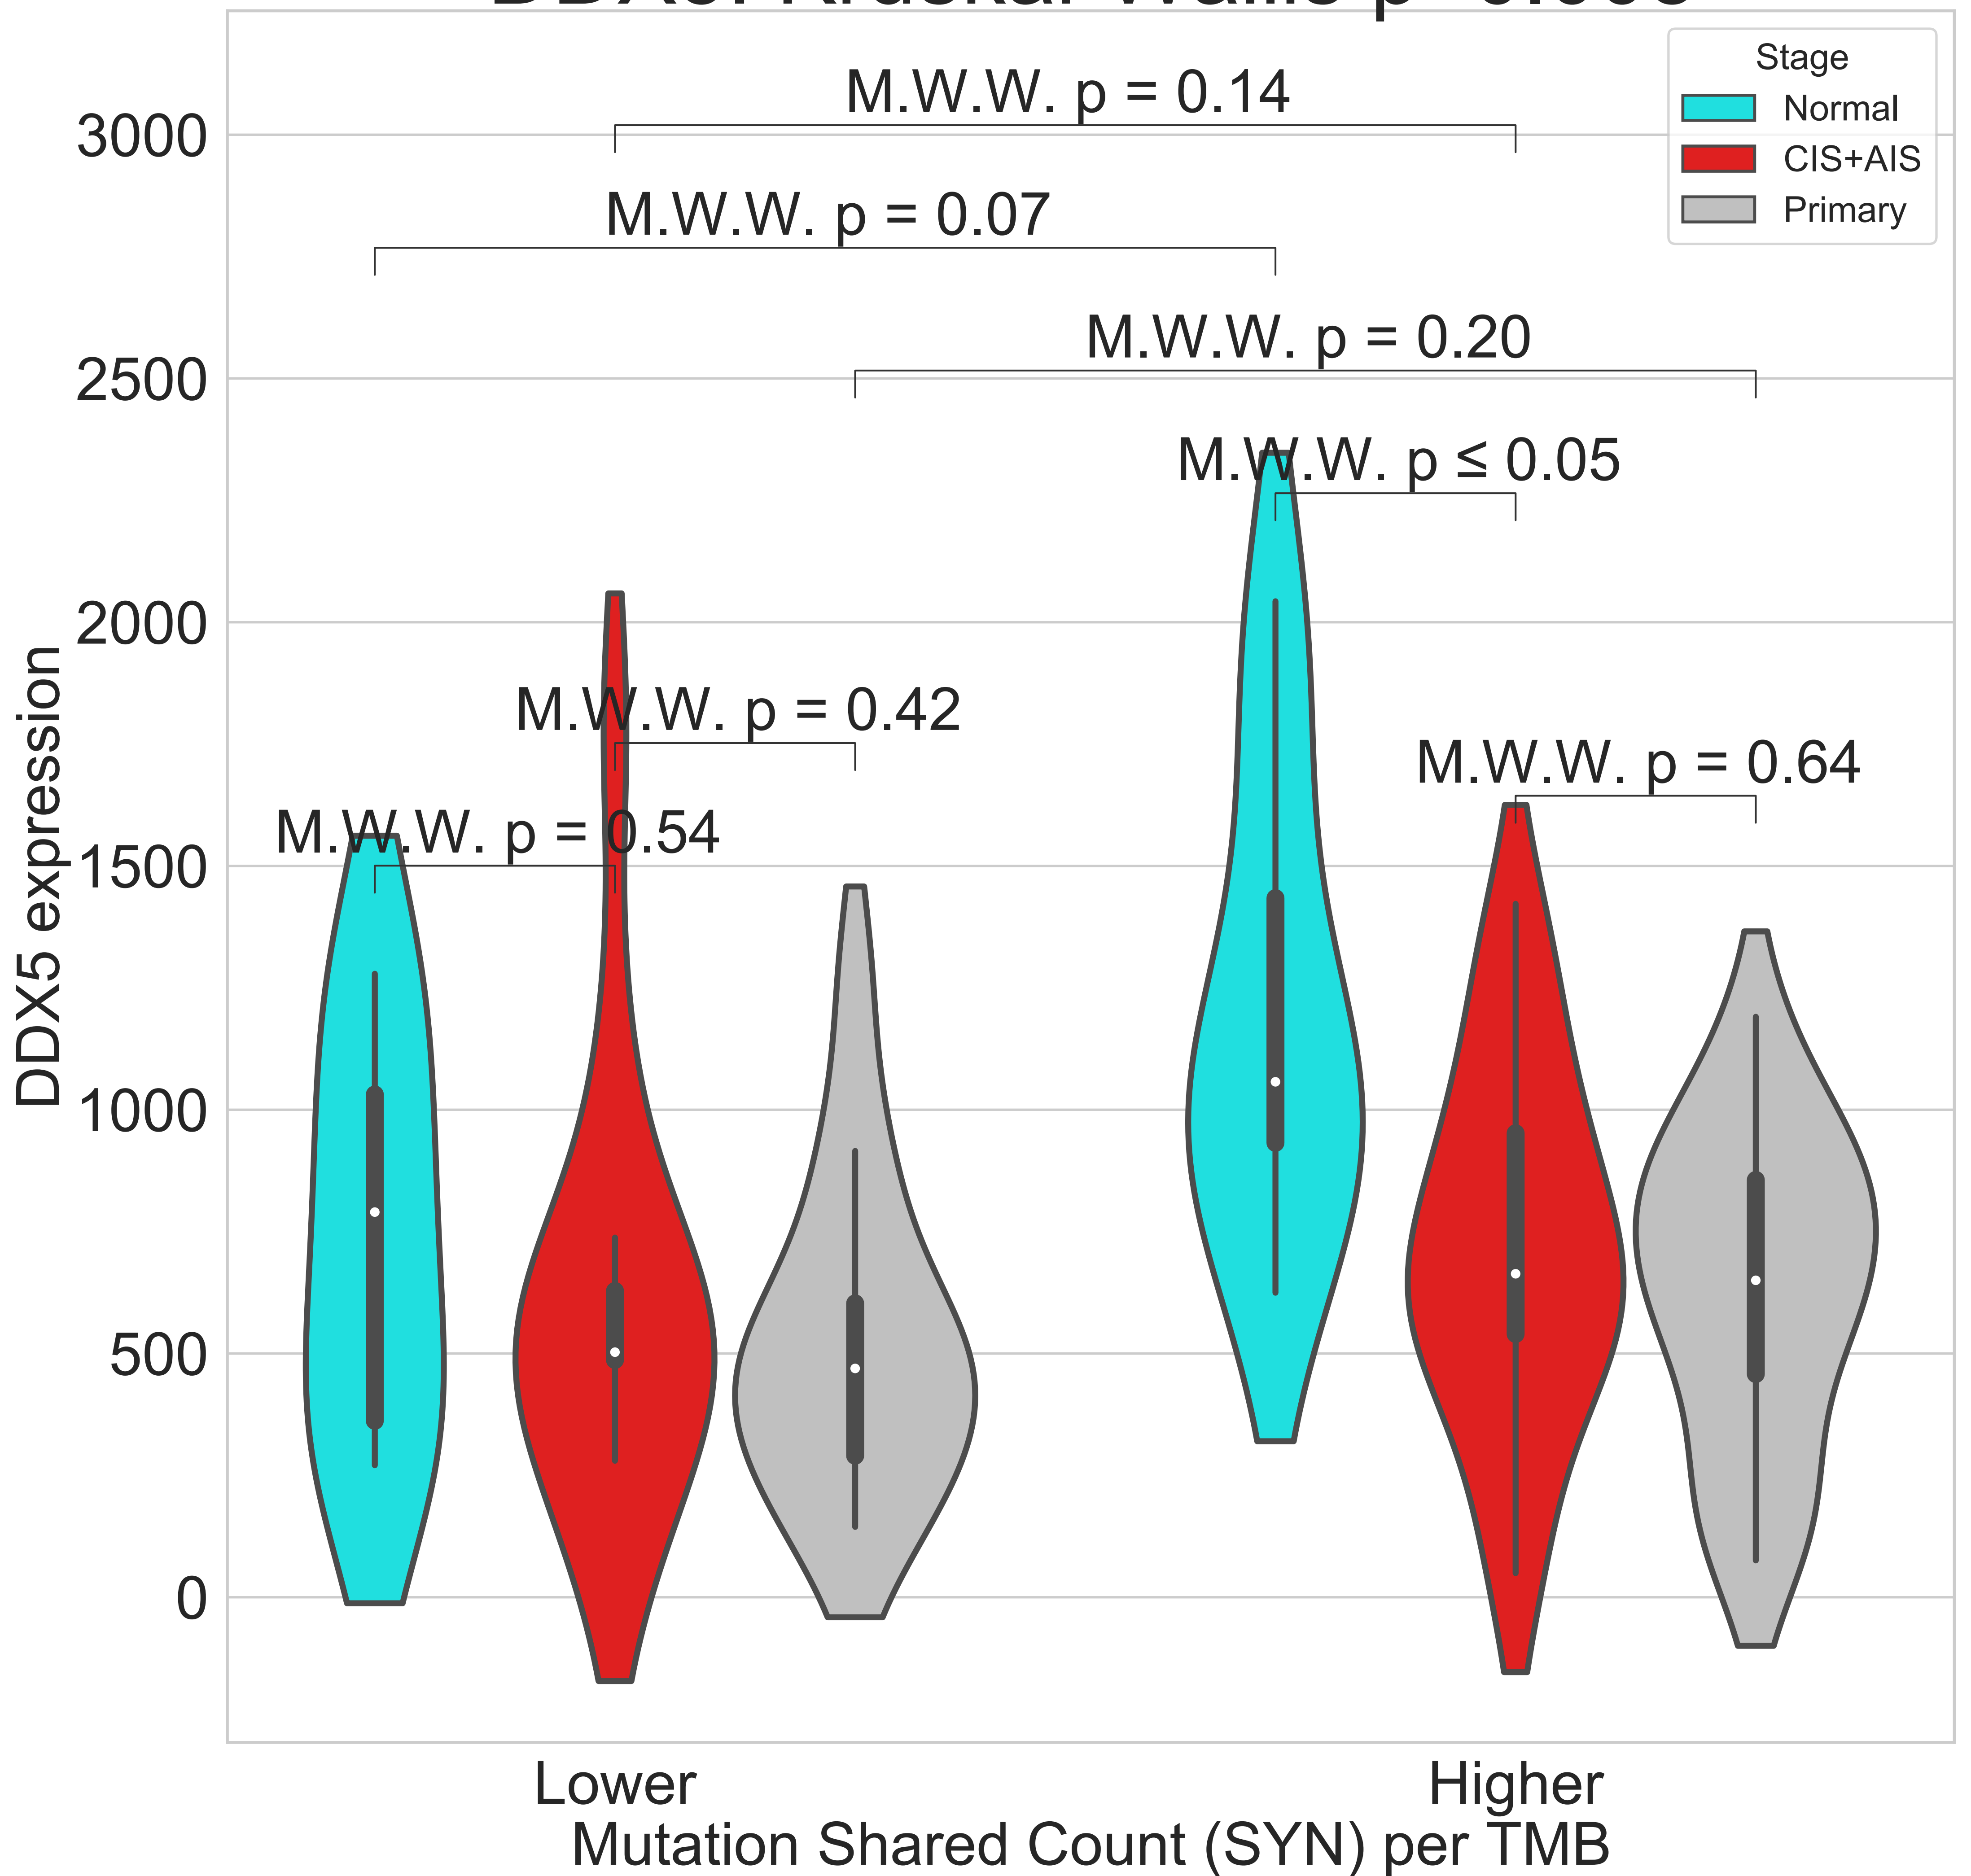 Stage
Normal
CIS+AIS
Primary
M.W.W. p = 0.14
M.W.W. p = 0.07
M.W.W. p = 0.20
M.W.W. p ≤ 0.05
M.W.W. p = 0.42
M.W.W. p = 0.64
M.W.W. p = 0.54
3000
2500
2000
1500
1000
500
0
DDX5 expression
Lower
Higher
Mutation Shared Count (SYN) per TMB